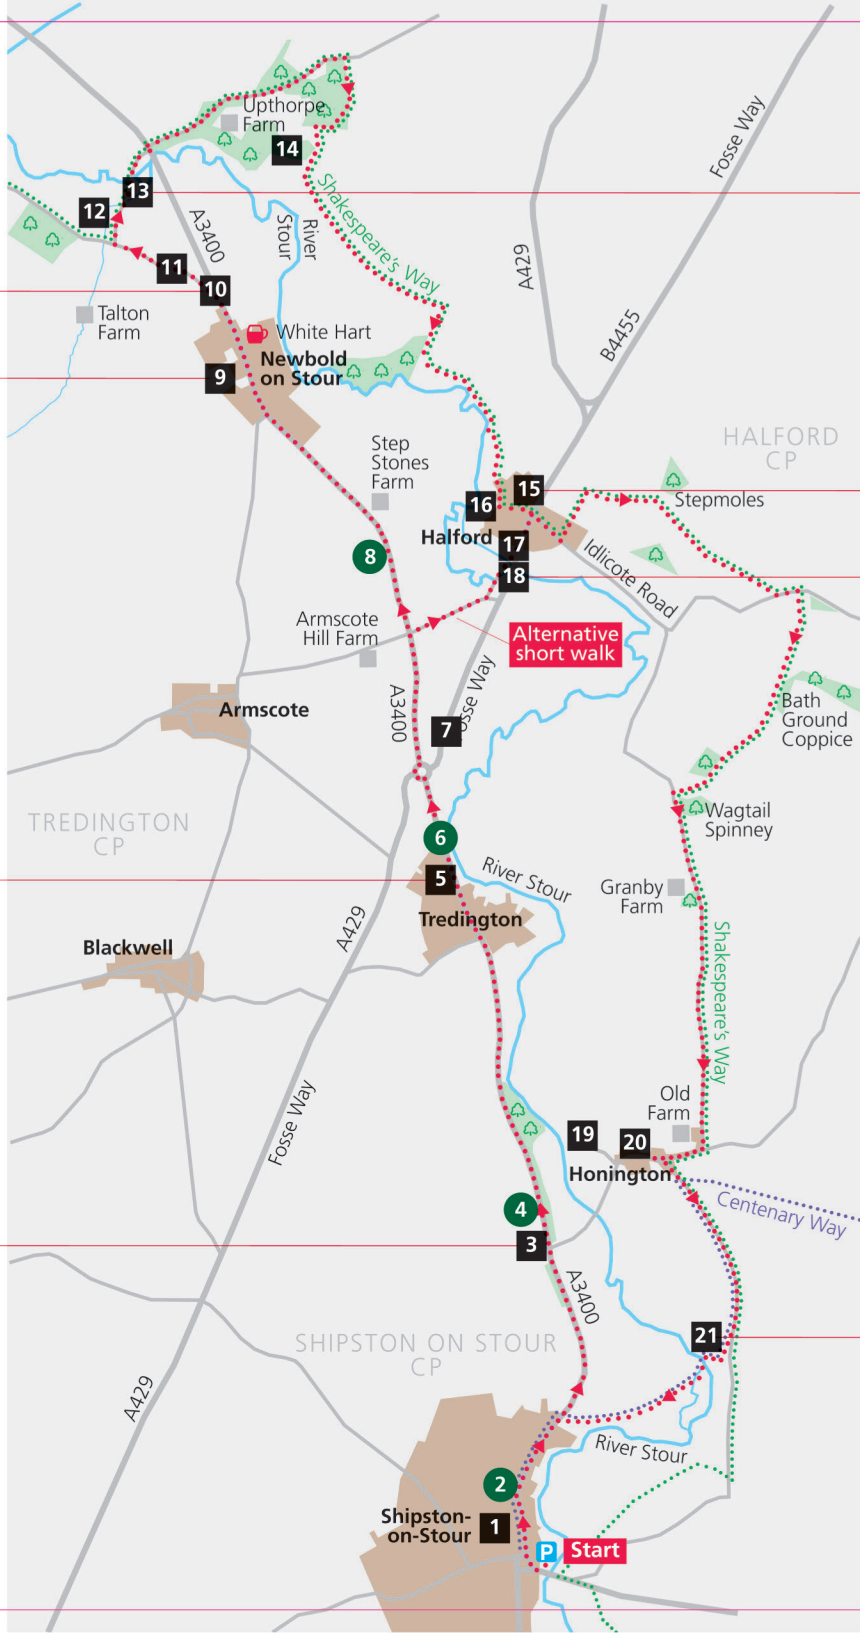 Upthorpe
Farm
14
Fosse Way
13
12
Shakespeare's Way
A3400
River
Stour
A429
11
10
Talton
Farm
White Hart
B4455
Newbold
on Stour
9
HALFORD
CP
Step
Stones
Farm
15
Stepmoles
16
Halford
17
8
18
Idlicote Road
Armscote
Hill Farm
Alternative
short walk
Armscote
A3400
Fosse Way
7
Bath
Ground
Coppice
TREDINGTON
CP
6
Wagtail
Spinney
5
River Stour
Granby
Farm
Tredington
A429
Blackwell
Shakespeare's Way
Fosse Way
Old
Farm
19
20
Honington
4
Centenary Way
3
A3400
21
SHIPSTON ON STOUR
CP
A429
River Stour
2
Shipston-
on-Stour
1
P
Start